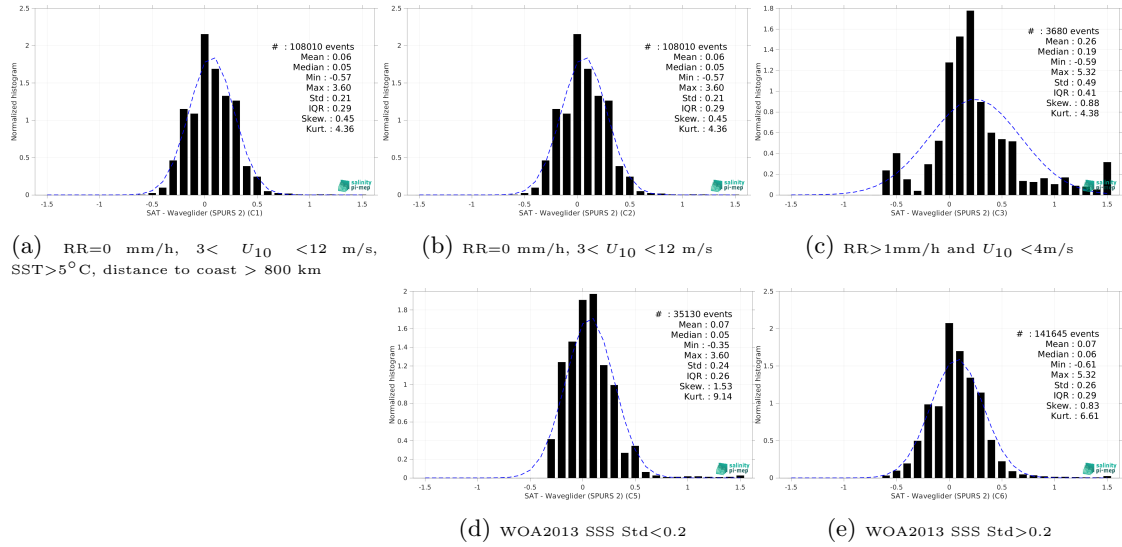 2.5
2
1.5
1
0.5
0
-1.5 -1 -0.5 0 0.5 1 1.5
Normalized histogram
# : 108010 events
Mean : 0.06
Median : 0.05
Min : -0.57
Max : 3.60
Std : 0.21
IQR : 0.29
Skew. : 0.45
Kurt. : 4.36
salinity
pi-mep
SAT - Waveglider (SPURS 2) (C1)
(a) RR=0 mm/h, 3< U10 <12 m/s,
SST>5°C, distance to coast > 800 km
2.5
2
1.5
1
0.5
0
-1.5 -1 -0.5 0 0.5 1 1.5
Normalized histogram
# : 108010 events
Mean : 0.06
Median : 0.05
Min : -0.57
Max : 3.60
Std : 0.21
IQR : 0.29
Skew. : 0.45
Kurt. : 4.36
salinity
pi-mep
SAT - Waveglider (SPURS 2) (C2)
(b) RR=0 mm/h, 3< U10 <12 m/s
1.8
1.6
1.4
1.2
1
0.8
0.6
0.4
0.2
0
-1.5 -1 -0.5 0 0.5 1 1.5
Normalized histogram
# : 3680 events
Mean : 0.26
Median : 0.19
Min : -0.59
Max : 5.32
Std : 0.49
IQR : 0.41
Skew. : 0.88
Kurt. : 4.38
salinity
pi-mep
SAT - Waveglider (SPURS 2) (C3)
(c) RR>1mm/h and U10 <4m/s
2
1.8
1.6
1.4
1.2
1
0.8
0.6
0.4
0.2
0
-1.5 -1 -0.5 0 0.5 1 1.5
Normalized histogram
# : 35130 events
Mean : 0.07
Median : 0.05
Min : -0.35
Max : 3.60
Std : 0.24
IQR : 0.26
Skew. : 1.53
Kurt. : 9.14
salinity
pi-mep
SAT - Waveglider (SPURS 2) (C5)
(d) WOA2013 SSS Std<0.2
2.5
2
1.5
1
0.5
0
-1.5 -1 -0.5 0 0.5 1 1.5
Normalized histogram
# : 141645 events
Mean : 0.07
Median : 0.06
Min : -0.61
Max : 5.32
Std : 0.26
IQR : 0.29
Skew. : 0.83
Kurt. : 6.61
salinity
pi-mep
SAT - Waveglider (SPURS 2) (C6)
(e) WOA2013 SSS Std>0.2